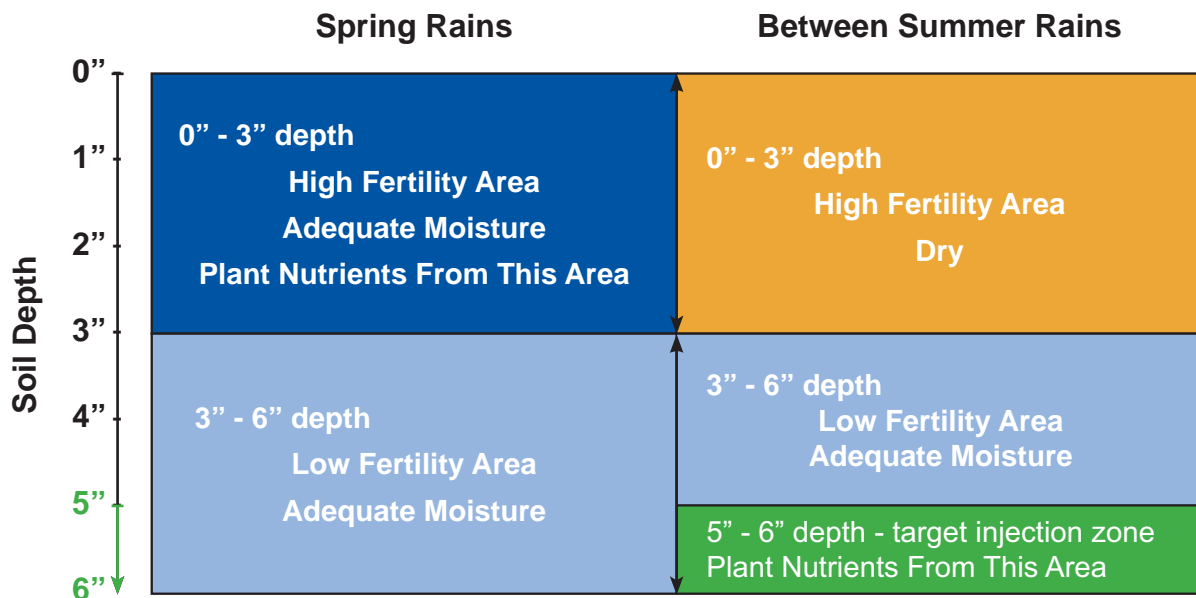 Spring Rains
Between Summer Rains
Soil Depth
0”
1”
2”
3”
4”
5”
6”
0” - 3” depth
High Fertility Area
Adequate Moisture
Plant Nutrients From This Area
3” - 6” depth
Low Fertility Area
Adequate Moisture
0” - 3” depth
High Fertility Area
Dry
3” - 6” depth
Low Fertility Area
Adequate Moisture
5” - 6” depth - target injection zone
Plant Nutrients From This Area